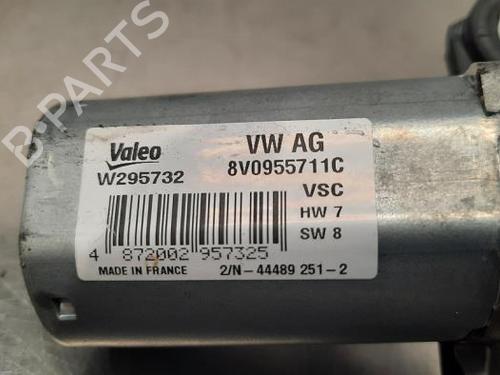 B-PARTS
Valeo
VW AG
W295732
8V0955711C
VSC
HW 7
SW 8
4 872002 957325
MADE IN FRANCE
2/N - 44489 251 - 2